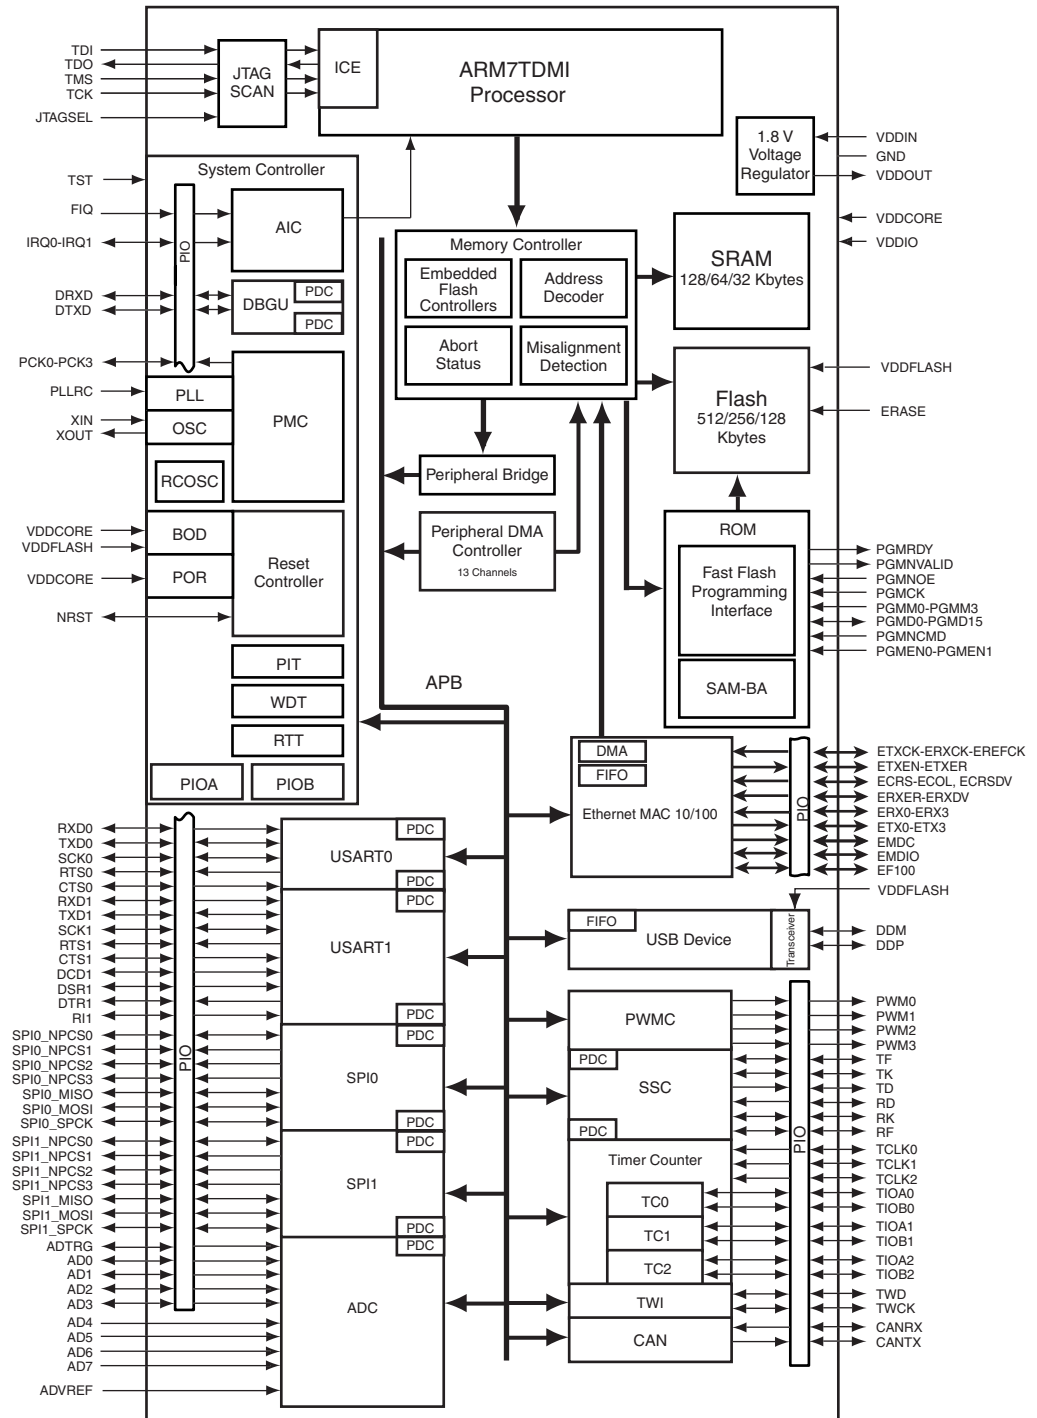 TDI
TDO
TMS
TCK
JTAGSEL
JTAG
SCAN
ICE
ARM7TDMI
Processor
1.8 V
Voltage
Regulator
VDDIN
GND
VDDOUT
VDDCORE
VDDIO
System Controller
TST
FIQ
IRQ0-IRQ1
PIO
AIC
DRXD
DTXD
DBGU
PDC
PDC
PCK0-PCK3
PLLRC
PLL
XIN
XOUT
OSC
RCOSC
PMC
VDDCORE
VDDFLASH
BOD
VDDCORE
POR
Reset
Controller
NRST
PIT
WDT
RTT
PIOA
PIOB
Memory Controller
Embedded
Flash
Controllers
Address
Decoder
Abort
Status
Misalignment
Detection
SRAM
128/64/32 Kbytes
Flash
512/256/128
Kbytes
VDDFLASH
ERASE
Peripheral Bridge
Peripheral DMA
Controller
13 Channels
ROM
Fast Flash
Programming
Interface
SAM-BA
PGMRDY
PGMNVALID
PGMNOE
PGMCK
PGMM0-PGMM3
PGMD0-PGMD15
PGMNCMD
PGMEN0-PGMEN1
APB
DMA
FIFO
Ethernet MAC 10/100
PIO
ETXCK-ERXCK-EREFCK
ETXEN-ETXER
ECRS-ECOL, ECRSDV
ERXER-ERXDV
ERX0-ERX3
ETX0-ETX3
EMDC
EMDIO
EF100
VDDFLASH
FIFO
USB Device
Transceiver
DDM
DDP
RXD0
TXD0
SCK0
RTS0
CTS0
RXD1
TXD1
SCK1
RTS1
CTS1
DCD1
DSR1
DTR1
RI1
SPI0_NPCS0
SPI0_NPCS1
SPI0_NPCS2
SPI0_NPCS3
SPI0_MISO
SPI0_MOSI
SPI0_SPCK
SPI1_NPCS0
SPI1_NPCS1
SPI1_NPCS2
SPI1_NPCS3
SPI1_MISO
SPI1_MOSI
SPI1_SPCK
ADTRG
AD0
AD1
AD2
AD3
AD4
AD5
AD6
AD7
ADVREF
PIO
PDC
USART0
PDC
PDC
USART1
PDC
PDC
SPI0
PDC
PDC
SPI1
PDC
PDC
ADC
PWMC
PDC
SSC
PDC
Timer Counter
TC0
TC1
TC2
TWI
CAN
PIO
PWM0
PWM1
PWM2
PWM3
TF
TK
TD
RD
RK
RF
TCLK0
TCLK1
TCLK2
TIOA0
TIOB0
TIOA1
TIOB1
TIOA2
TIOB2
TWD
TWCK
CANRX
CANTX